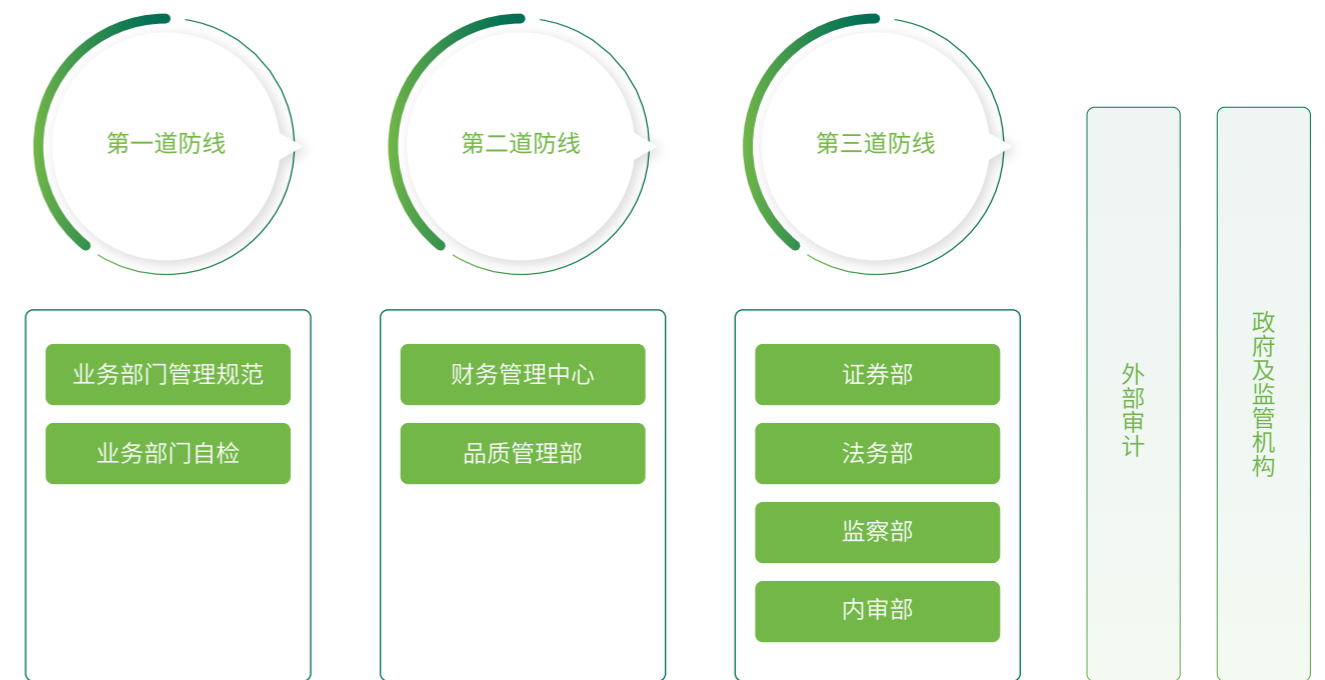 第一道防线
业务部门管理规范
业务部门自检
第二道防线
财务管理中心
品质管理部
第三道防线
证券部
法务部
监察部
内审部
外部审计
政府及监管机构